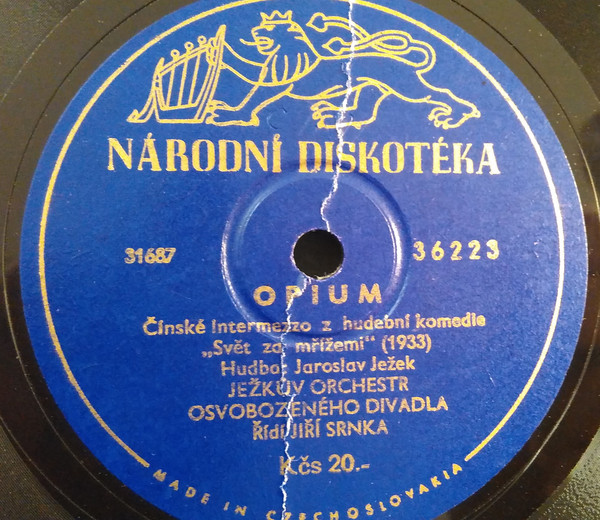 NÁRODNÍ DISKOTÉKA
31687 36223
OPIUM
Čínské intermezzo z hudební komedie
„Svět za mřížemi” (1933)
Hudba: Jaroslav Ježek
JEŽKŮV ORCHESTR
OSVOBOZENÉHO DIVADLA
Řídí JIŘÍ SRNKA
Kčs 20.-
MADE IN CZECHOSLOVAKIA